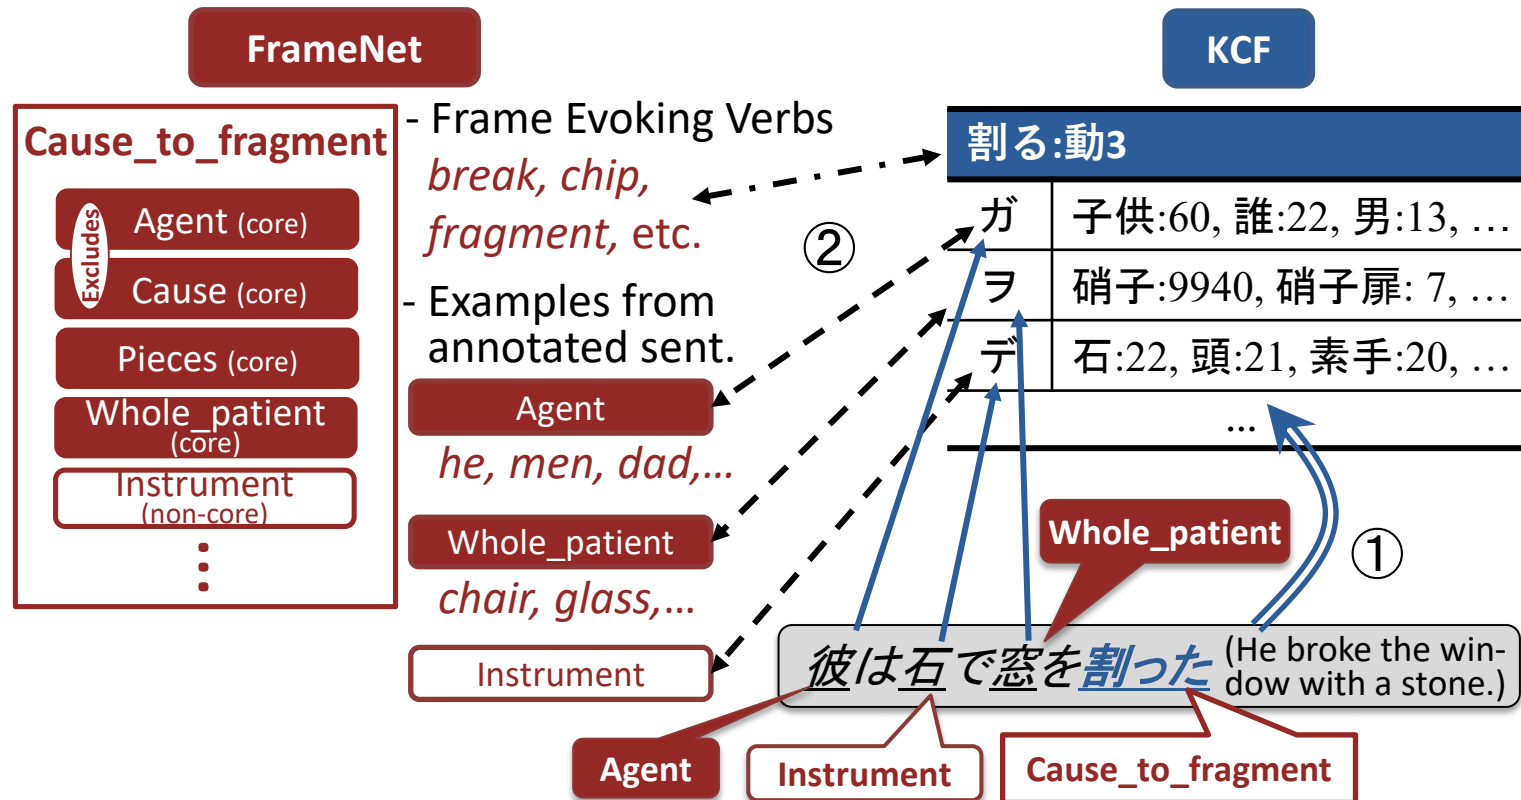 FrameNet
KCF
Cause_to_fragment
Agent (core)
Excludes
Cause (core)
Pieces (core)
Whole_patient
(core)
Instrument
(non-core)
- Frame Evoking Verbs
break, chip,
fragment, etc.
②
- Examples from
annotated sent.
Agent
he, men, dad,...
Whole_patient
chair, glass,...
Instrument
割る:動3
ガ 子供:60, 誰:22, 男:13, ...
ヲ 硝子:9940, 硝子扉: 7, ...
デ 石:22, 頭:21, 素手:20, ...
...
①
Whole_patient
彼は石で窓を割った (He broke the win-
dow with a stone.)
Agent
Instrument
Cause_to_fragment